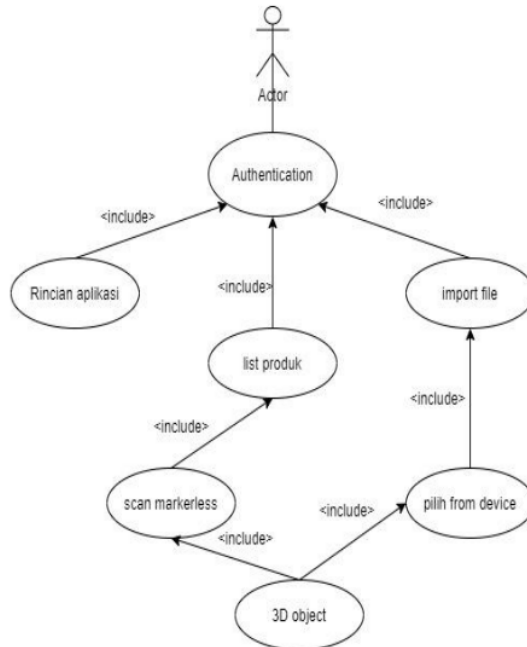 Actor
Authentication
<include>
<include>
<include>
Rincian aplikasi
import file
list produk
<include>
<include>
scan markerless
pilih from device
<include>
<include>
3D object